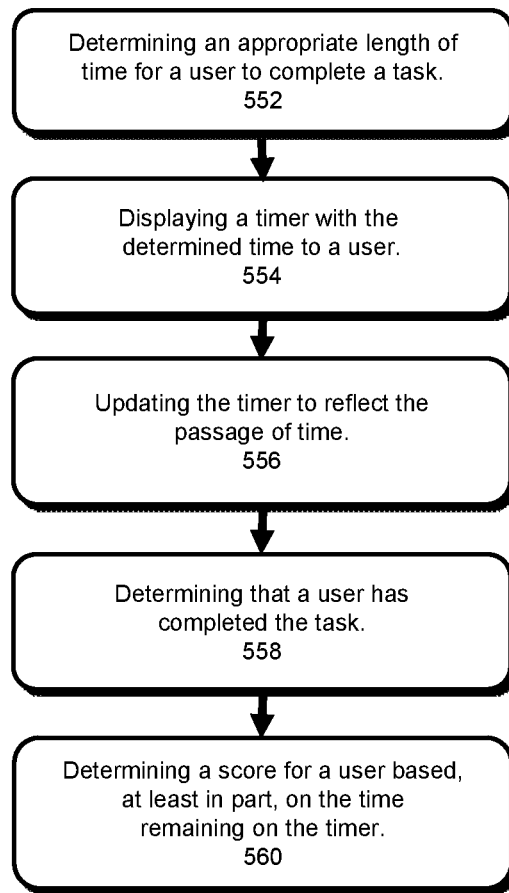 Determining an appropriate length of
time for a user to complete a task.
552
Displaying a timer with the
determined time to a user.
554
Updating the timer to reflect the
passage of time.
556
Determining that a user has
completed the task.
558
Determining a score for a user based,
at least in part, on the time
remaining on the timer.
560